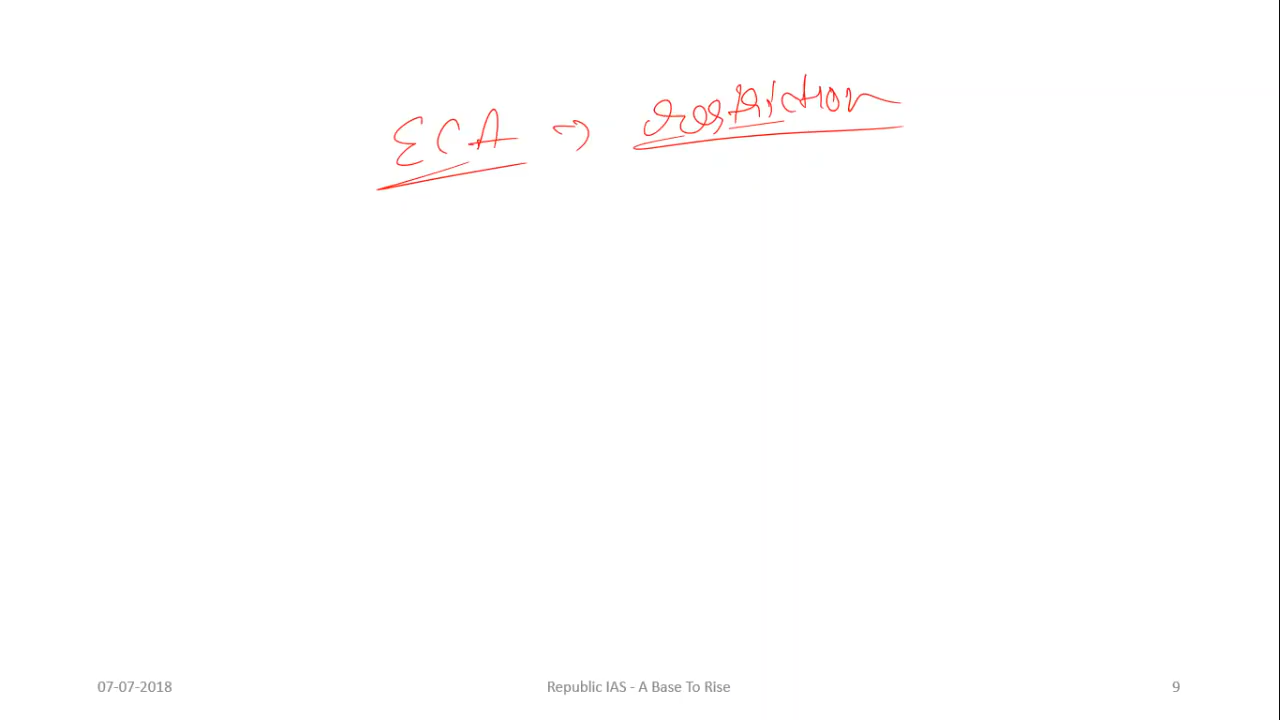 ECA → restriction
07-07-2018 Republic IAS - A Base To Rise 9